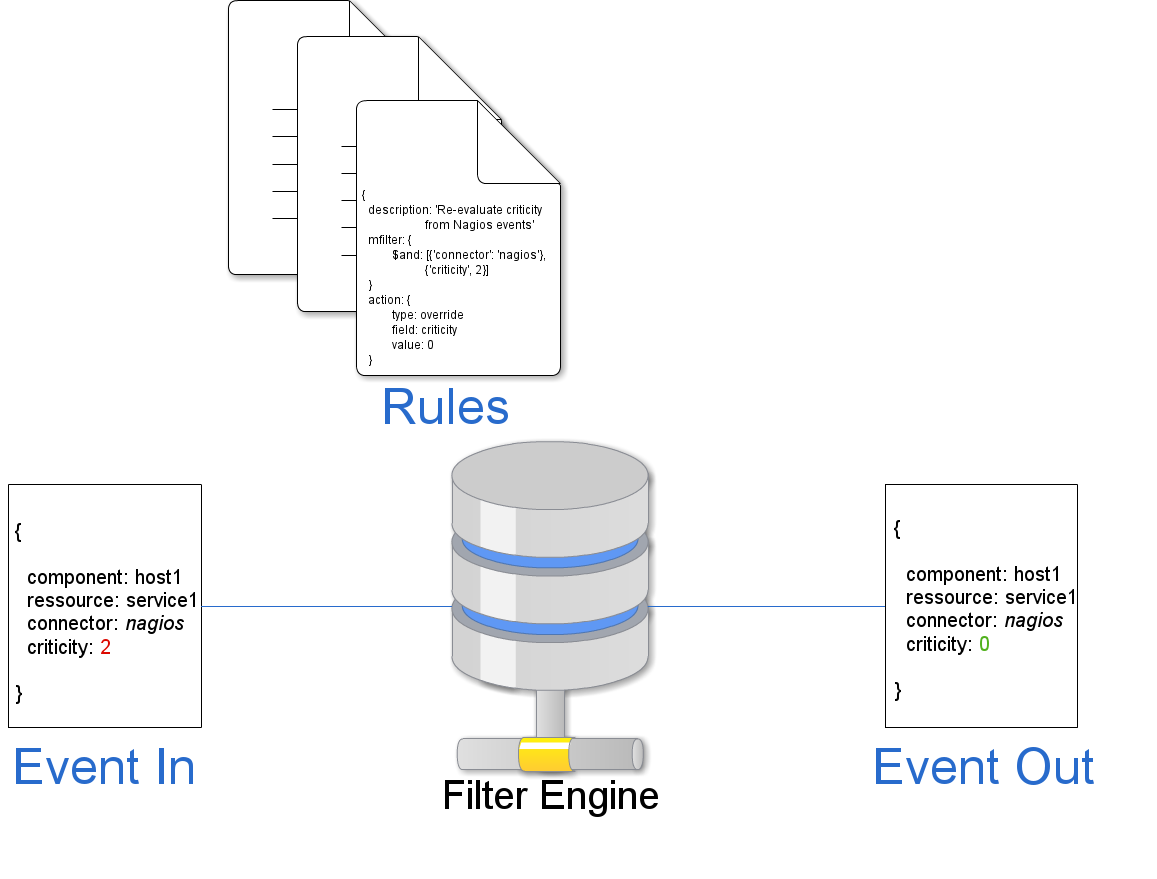 {
description: 'Re-evaluate criticity
from Nagios events'
mfilter: {
$and: [{'connector': 'nagios'},
{'criticity', 2}]
}
action: {
type: override
field: criticity
value: 0
}
Rules
{
component: host1
ressource: service1
connector: nagios
criticity: 2
}
Event In
Filter Engine
{
component: host1
ressource: service1
connector: nagios
criticity: 0
}
Event Out